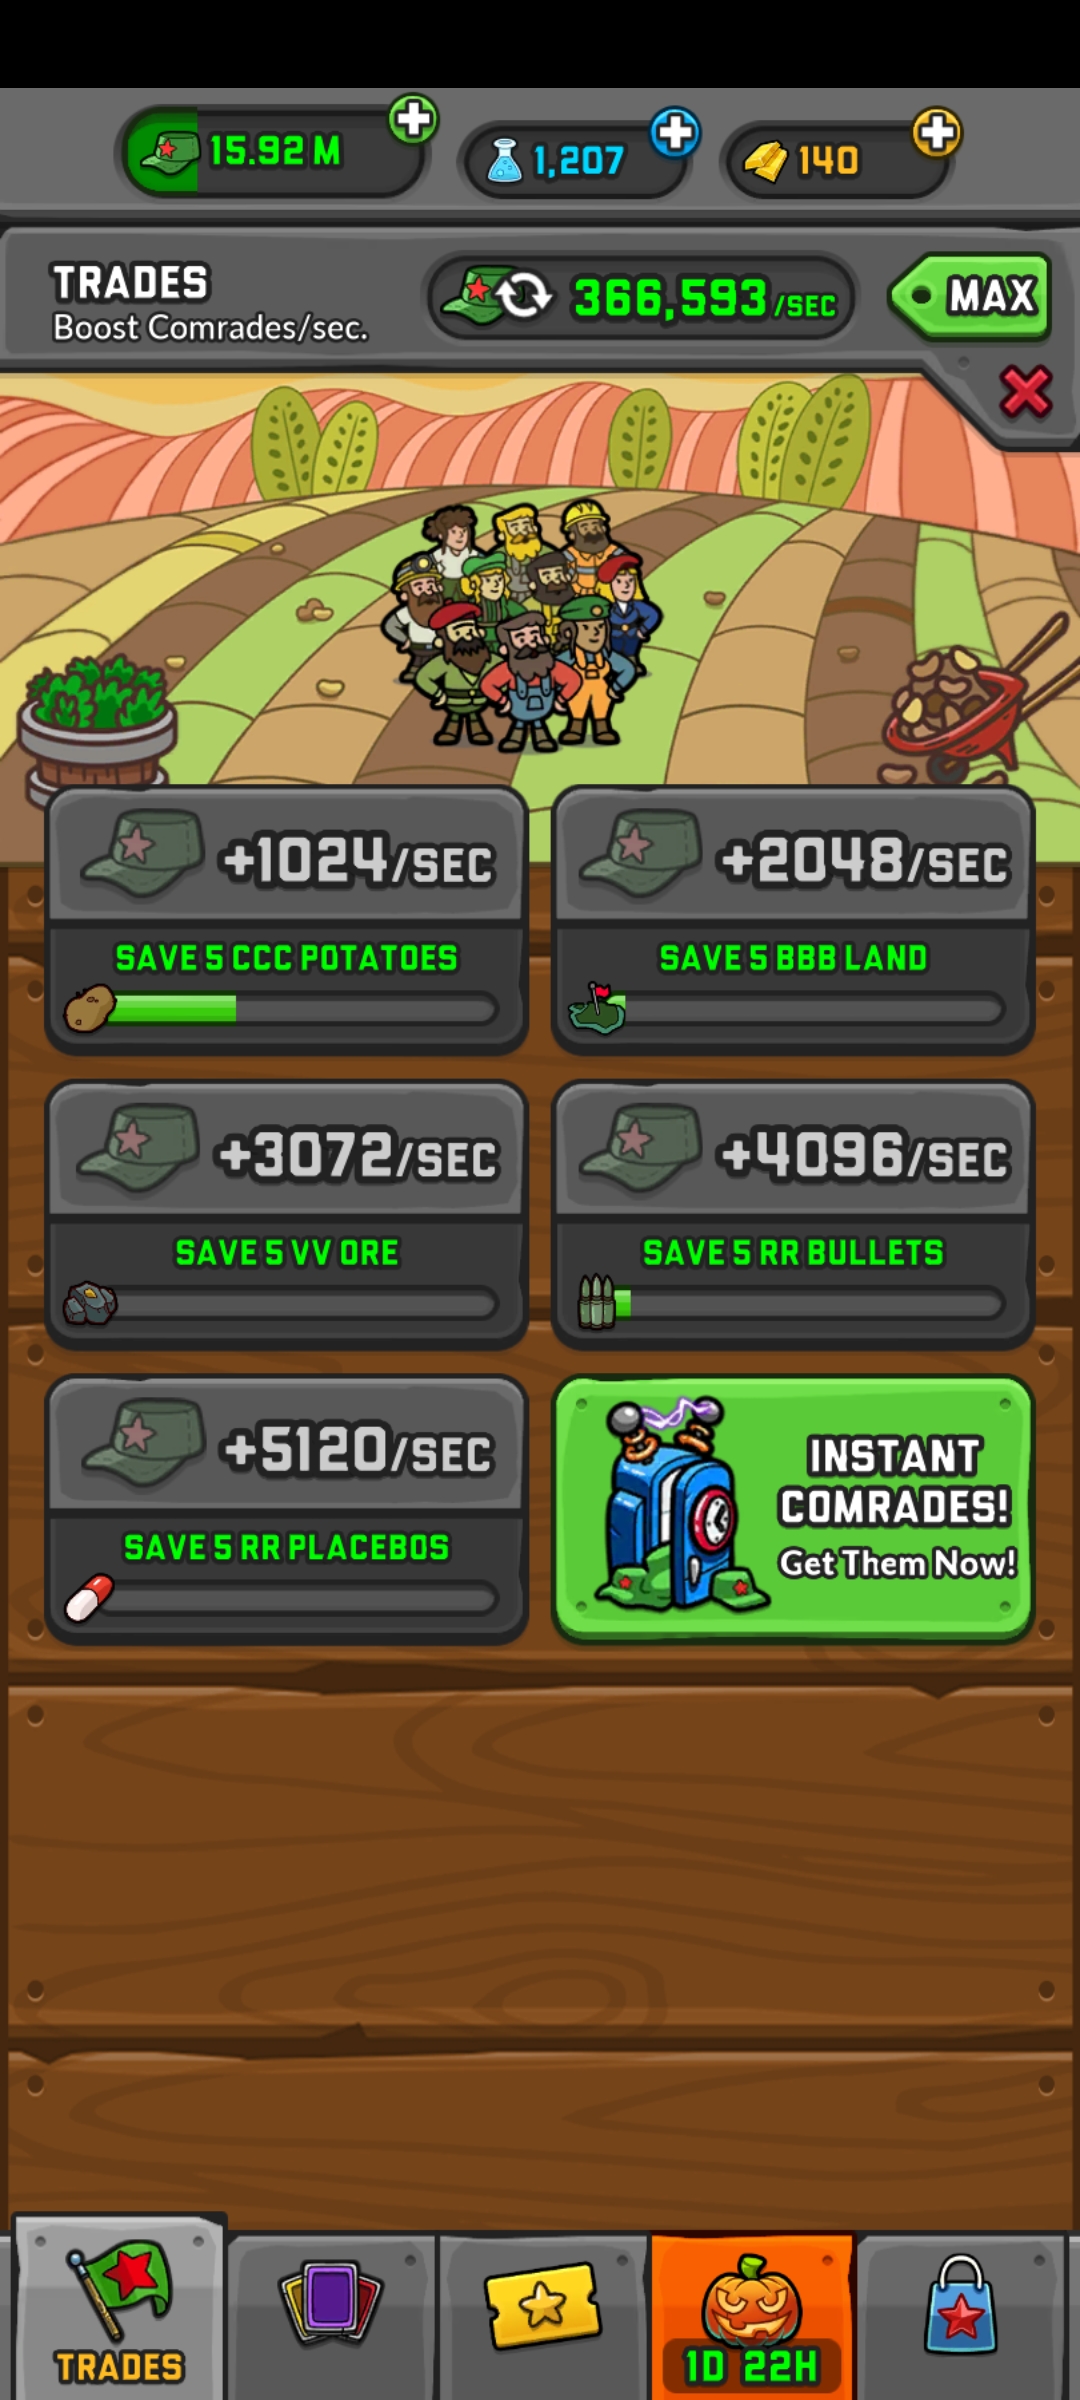 15.92 M
1,207
140
TRADES
Boost Comrades/sec.
366,593/SEC
MAX
+1024/SEC
SAVE 5 CCC POTATOES
+2048/SEC
SAVE 5 BBB LAND
+3072/SEC
SAVE 5 VV ORE
+4096/SEC
SAVE 5 RR BULLETS
+5120/SEC
SAVE 5 RR PLACEBOS
INSTANT
COMRADES!
Get Them Now!
TRADES
1D 22H